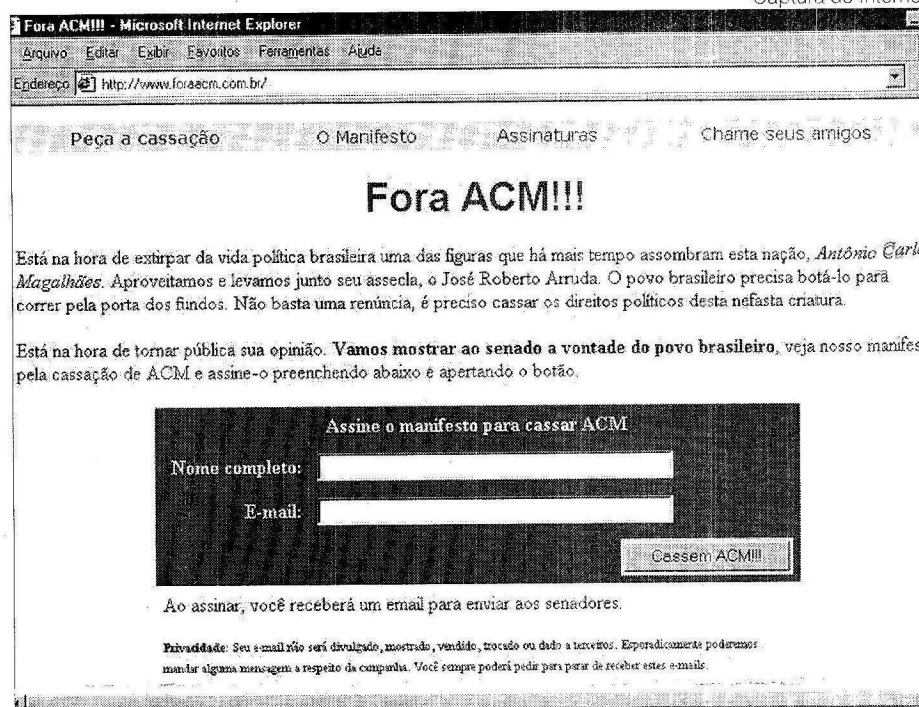 Captura de Interne
Fora ACM!!! - Microsoft Internet Explorer
Arquivo Editar Exibir Favoritos Ferramentas Ajuda
Endereço http://www.foraacm.com.br/
Peça a cassação O Manifesto Assinaturas Chame seus amigos
Fora ACM!!!
Está na hora de extirpar da vida política brasileira uma das figuras que há mais tempo assombram esta nação, Antônio Carl
Magalhães. Aproveitamos e levamos junto seu assecla, o José Roberto Arruda. O povo brasileiro precisa botá-lo para
correr pela porta dos fundos. Não basta uma renúncia, é preciso cassar os direitos políticos desta nefasta criatura.
Está na hora de tornar pública sua opinião. Vamos mostrar ao senado a vontade do povo brasileiro, veja nosso manifes
pela cassação de ACM e assine-o preenchendo abaixo e apertando o botão.
Assine o manifesto para cassar ACM
Nome completo:
E-mail:
Cassem ACM!!!
Ao assinar, você receberá um email para enviar aos senadores.
Privacidade: Seu e-mail não será divulgado, mostrado, vendido, trocado ou dado a terceiros. Esporadicamente poderemos
mandar alguma mensagem a respeito da campanha. Você sempre poderá pedir para parar de receber estes e-mails.